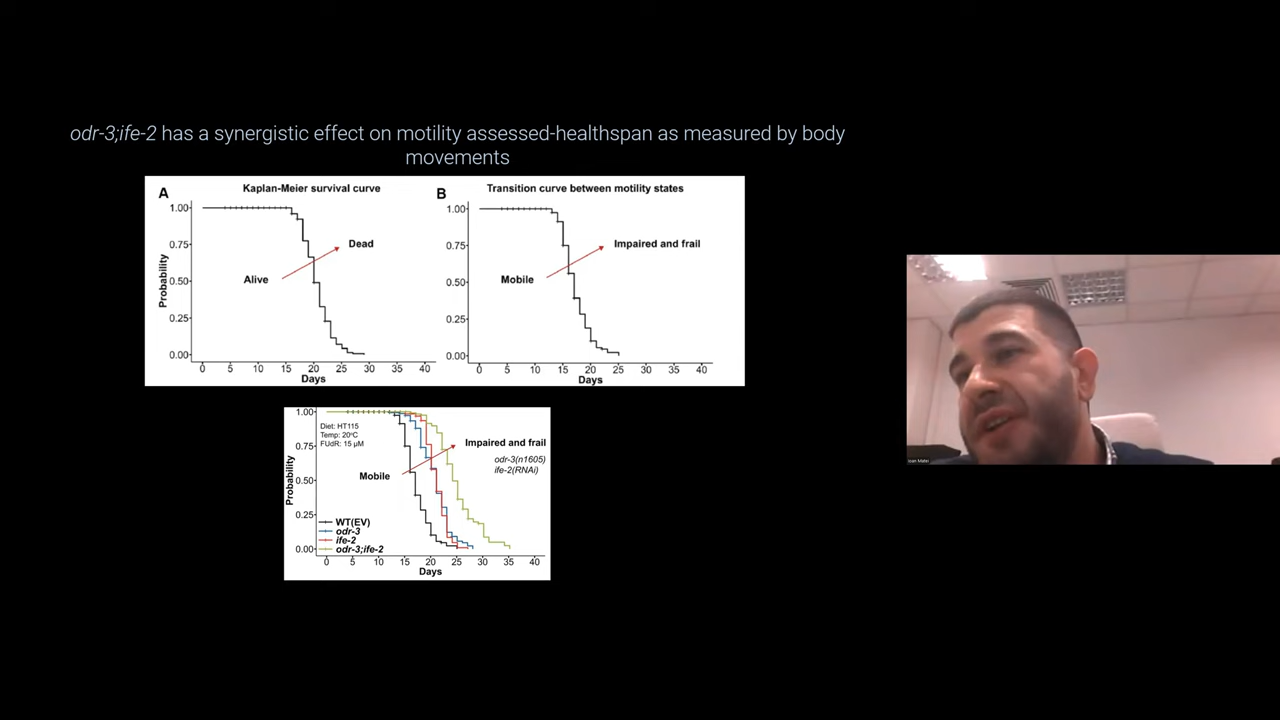 odr-3;ife-2 has a synergistic effect on motility assessed-healthspan as measured by body
movements
A
Kaplan-Meier survival curve
1.00
0.75
0.50
0.25
0.00
Probability
Alive
Dead
0 5 10 15 20 25 30 35 40
Days
B
Transition curve between motility states
1.00
0.75
0.50
0.25
0.00
Mobile
Impaired and frail
0 5 10 15 20 25 30 35 40
Days
1.00
0.75
0.50
0.25
0.00
Probability
Diet: HT115
Temp: 20°C
FUdR: 15 µM
Mobile
Impaired and frail
odr-3(n1605)
ife-2(RNAi)
WT(EV)
odr-3
ife-2
odr-3;ife-2
0 5 10 15 20 25 30 35 40
Days
Ioan Matei